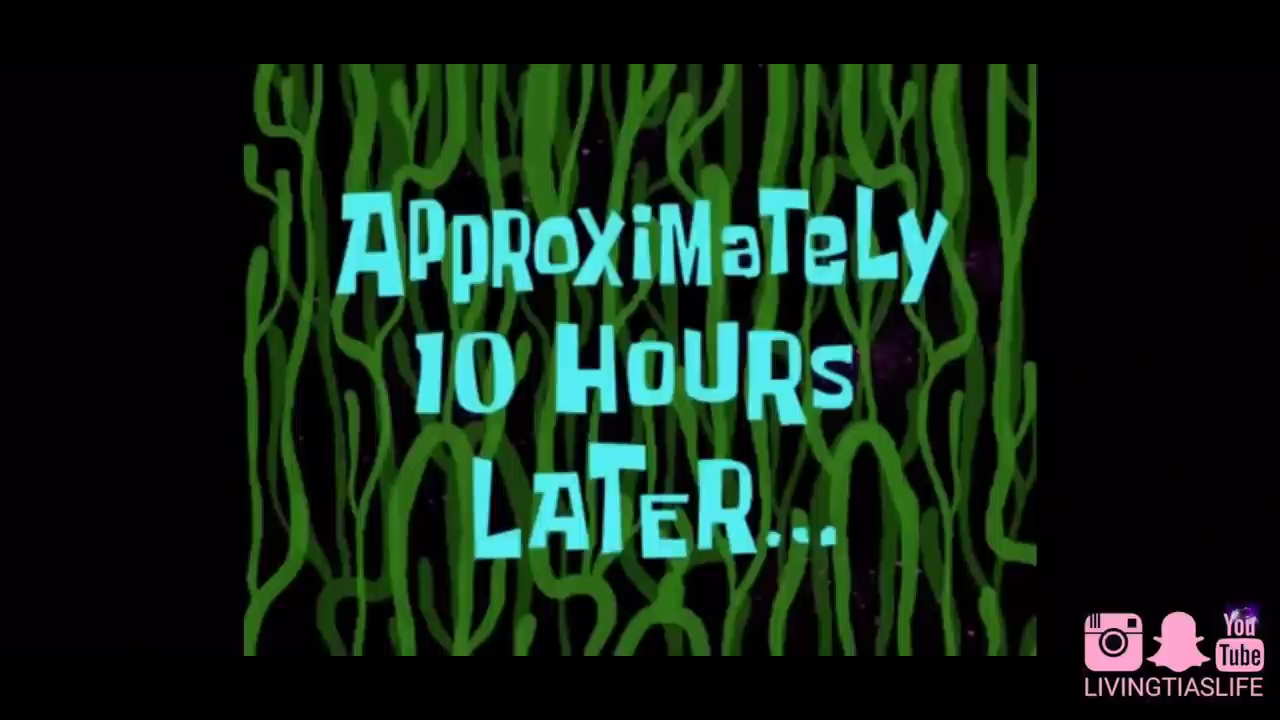 APPROXiMaTeLy
10 HOURS
LATER...
You
Tube
LIVINGTIASLIFE